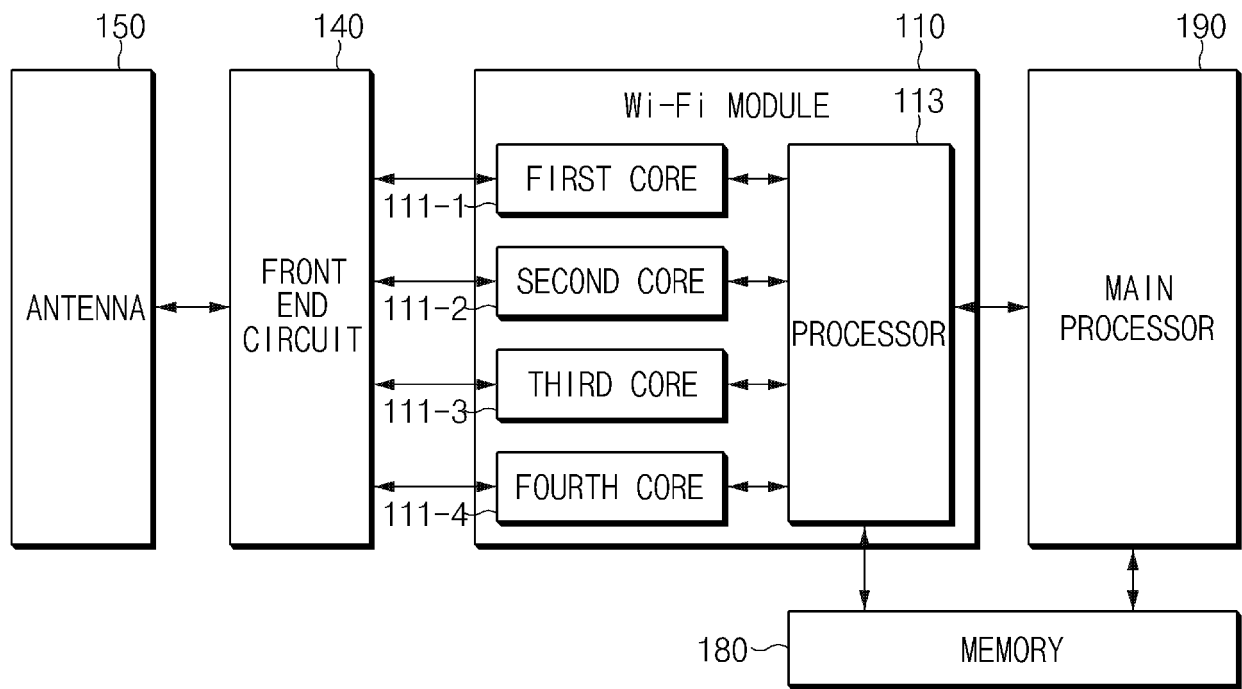 150
140
110
190
Wi-Fi MODULE
113
FIRST CORE
111-1
SECOND CORE
111-2
THIRD CORE
111-3
FOURTH CORE
111-4
ANTENNA
FRONT
END
CIRCUIT
PROCESSOR
MAIN
PROCESSOR
180
MEMORY